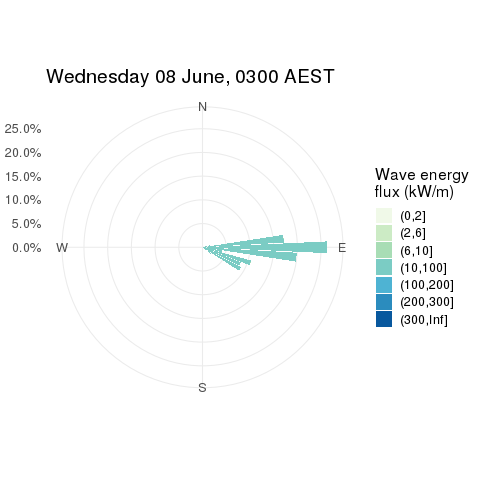 Wednesday 08 June, 0300 AEST
N
25.0%
20.0%
15.0%
10.0%
5.0%
0.0%
W
E
S
Wave energy
flux (kW/m)
(0,2]
(2,6]
(6,10]
(10,100]
(100,200]
(200,300]
(300,Inf]